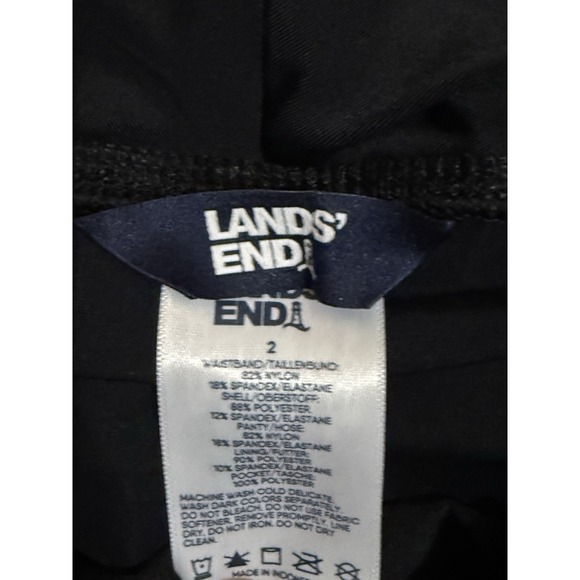 LANDS'
END
LANDS'
END
2
WAISTBAND/TAILLENBUND:
82% NYLON
18% SPANDEX/ELASTANE
SHELL/OBERSTOFF:
88% POLYESTER
12% SPANDEX/ELASTANE
PANTY/HOSE:
82% NYLON
18% SPANDEX/ELASTANE
LINING/FUTTER:
90% POLYESTER
10% SPANDEX/ELASTANE
POCKET/TASCHE:
100% POLYESTER
MACHINE WASH COLD DELICATE.
WASH DARK COLORS SEPARATELY.
DO NOT BLEACH. DO NOT USE FABRIC
SOFTENER. REMOVE PROMPTLY. LINE
DRY. DO NOT IRON. DO NOT DRY
CLEAN.
MADE IN